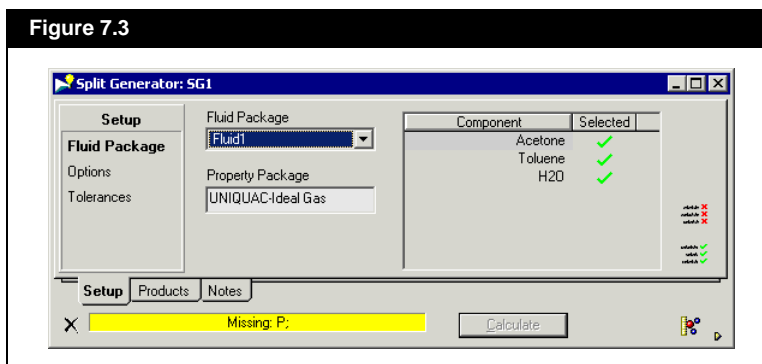 Figure 7.3
Split Generator: SG1
Setup
Fluid Package
Options
Tolerances
Fluid Package
Fluid1
Property Package
UNIQUAC-Ideal Gas
Component Selected
Acetone
Toluene
H2O
Setup Products Notes
Missing: P;
Calculate